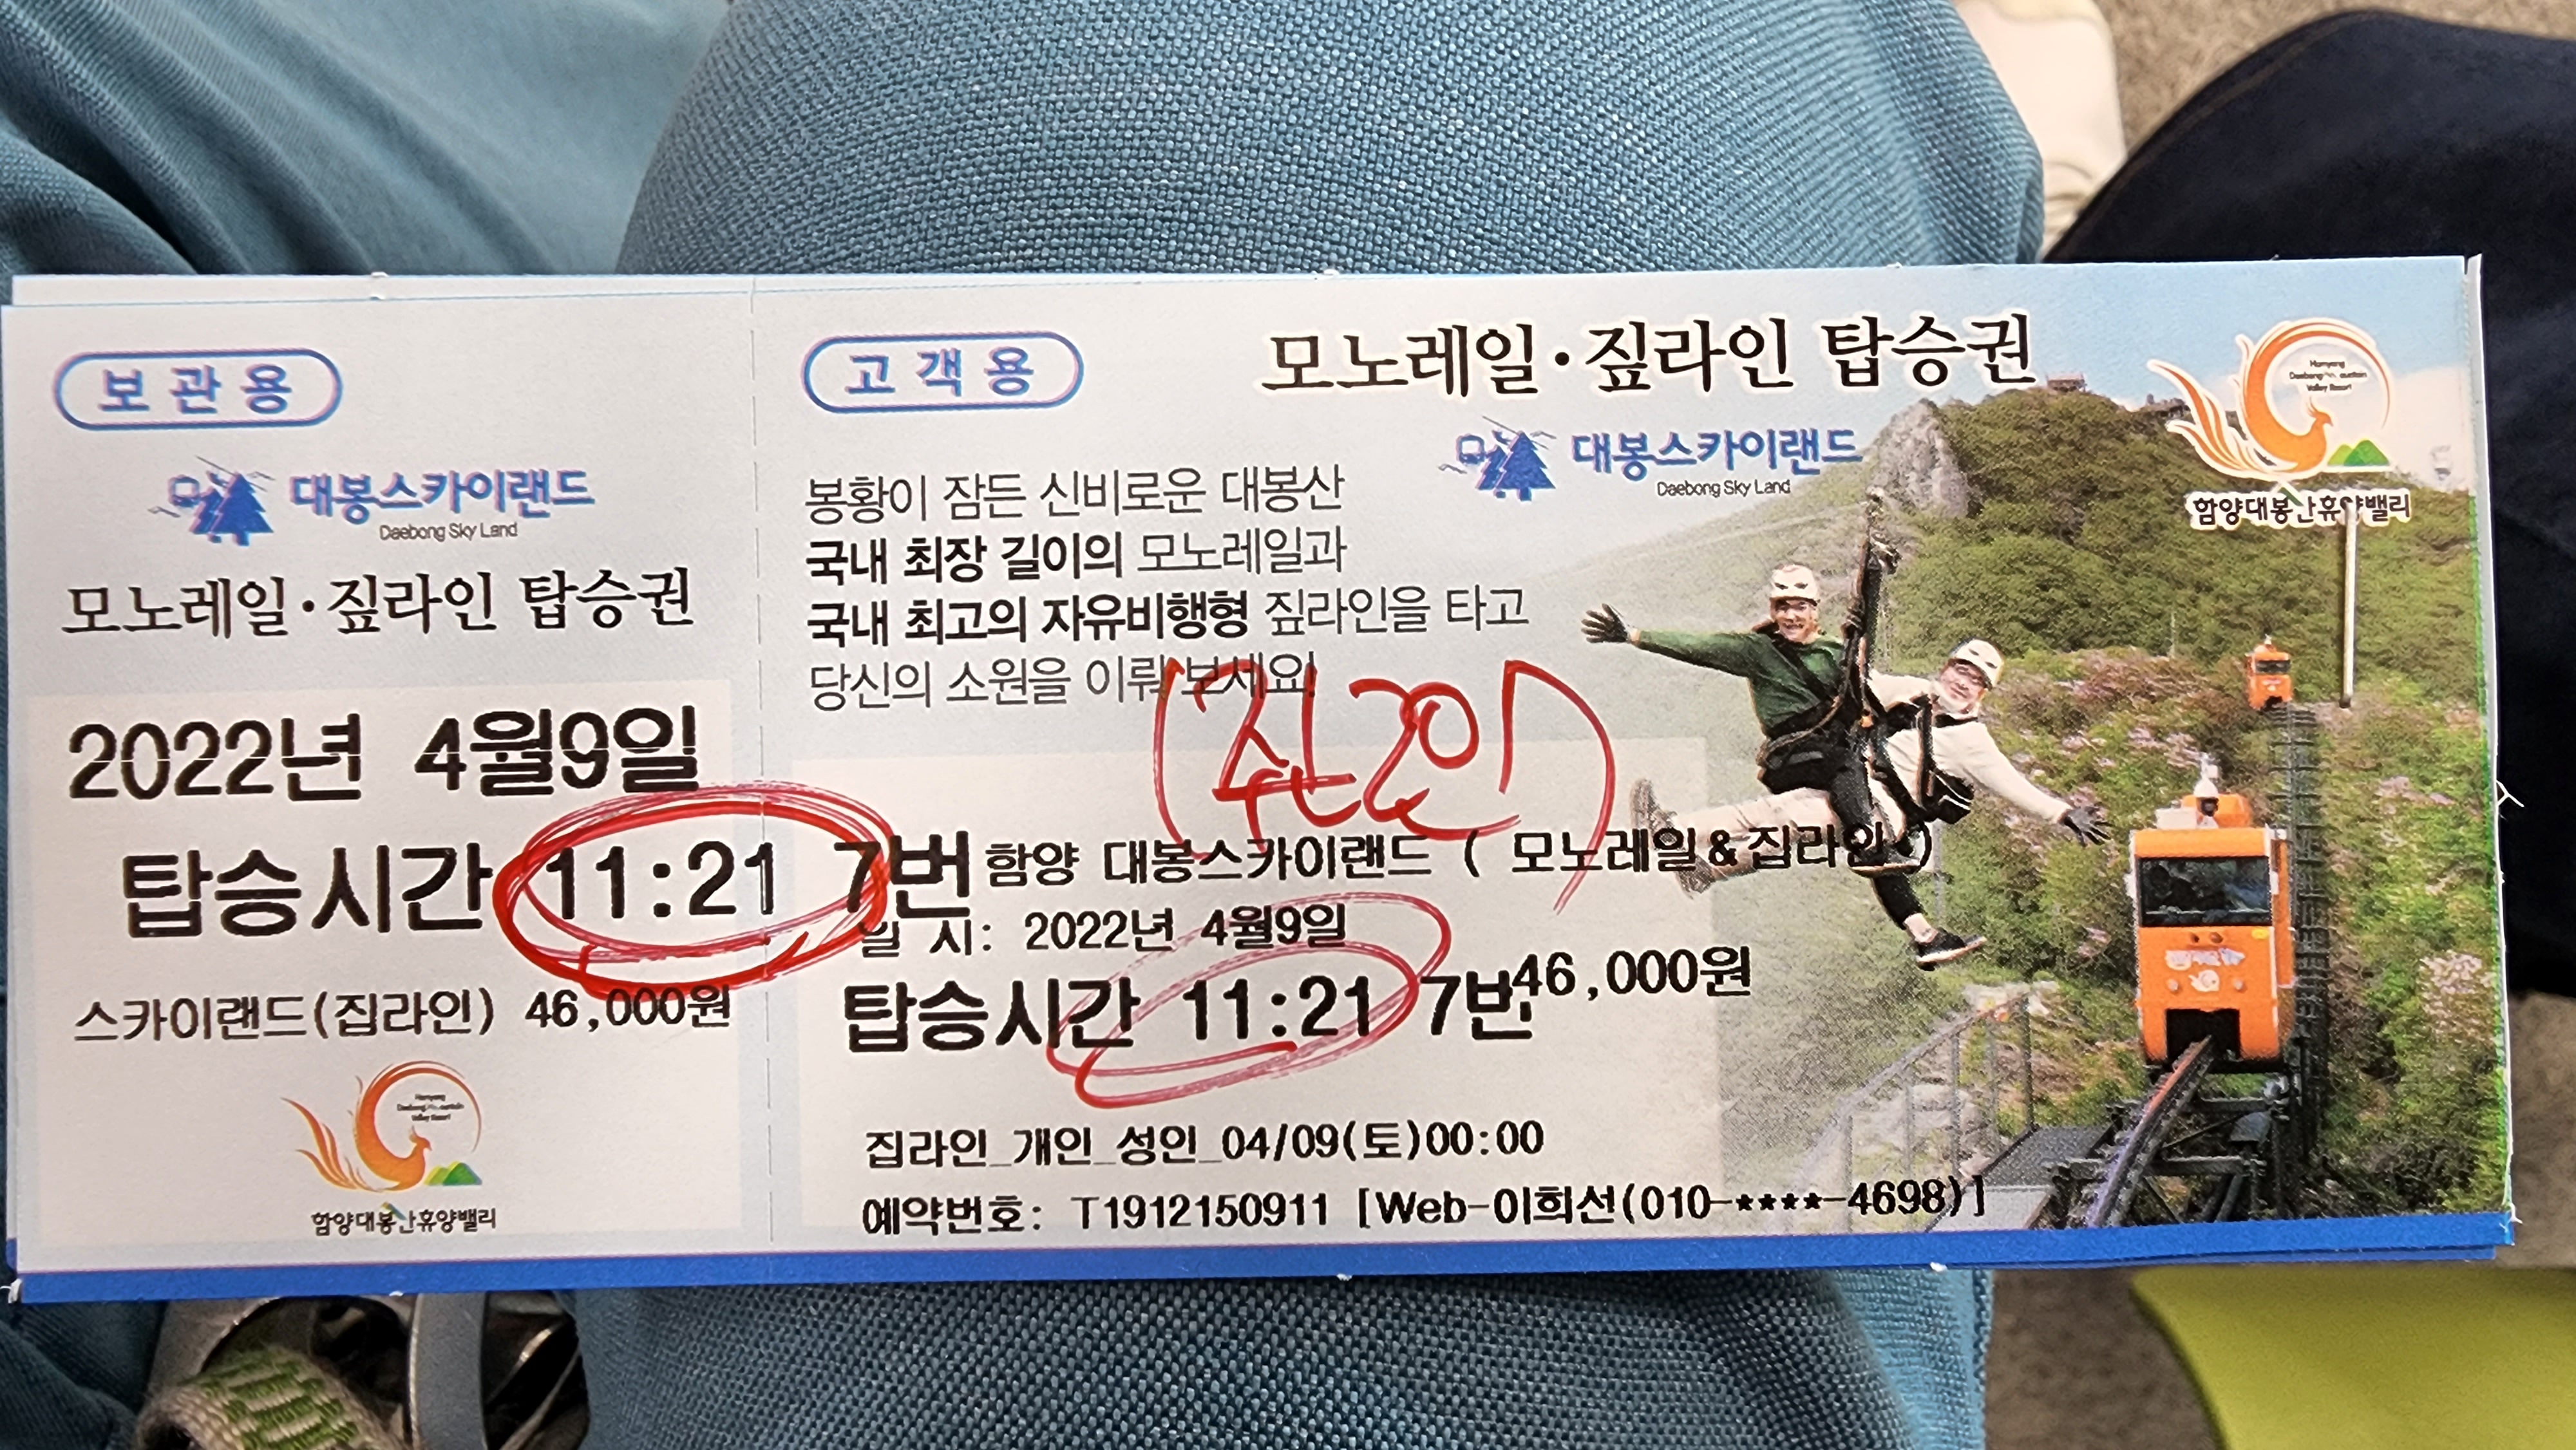 보관용
대봉스카이랜드
Daebong Sky Land
모노레일·짚라인 탑승권
2022년 4월9일
탑승시간 11:21 7번
스카이랜드(집라인) 46,000원
Hamyang
Valley Resort
함양대봉산휴양밸리
고객용
모노레일·짚라인 탑승권
대봉스카이랜드
Daebong Sky Land
Hamyang
Valley Resort
함양대봉산휴양밸리
봉황이 잠든 신비로운 대봉산
국내 최장 길이의 모노레일과
국내 최고의 자유비행형 짚라인을 타고
당신의 소원을 이뤄 보세요!
함양 대봉스카이랜드 ( 모노레일&집라인 )
일 시: 2022년 4월9일
탑승시간 11:21 7번
46,000원
집라인_개인_성인_04/09(토)00:00
예약번호: T1912150911 [Web-이희선(010-****-4698)]